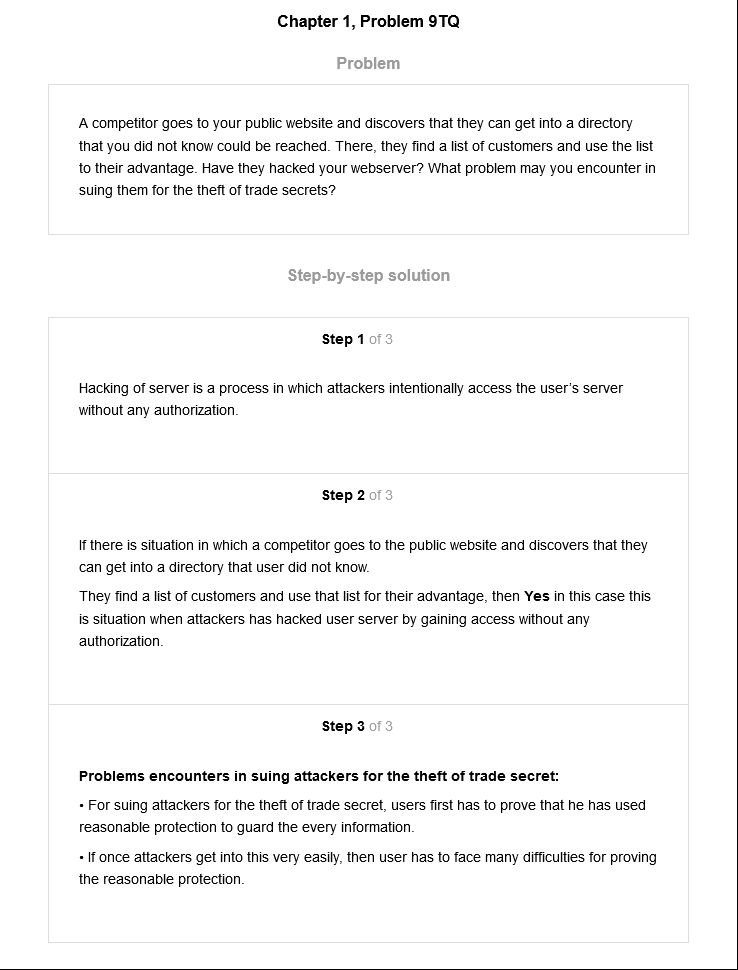 Chapter 1, Problem 9TQ
Problem
A competitor goes to your public website and discovers that they can get into a directory
that you did not know could be reached. There, they find a list of customers and use the list
to their advantage. Have they hacked your webserver? What problem may you encounter in
suing them for the theft of trade secrets?
Step-by-step solution
Step 1 of 3
Hacking of server is a process in which attackers intentionally access the user's server
without any authorization.
Step 2 of 3
If there is situation in which a competitor goes to the public website and discovers that they
can get into a directory that user did not know.
They find a list of customers and use that list for their advantage, then Yes in this case this
is situation when attackers has hacked user server by gaining access without any
authorization.
Step 3 of 3
Problems encounters in suing attackers for the theft of trade secret:
• For suing attackers for the theft of trade secret, users first has to prove that he has used
reasonable protection to guard the every information.
• If once attackers get into this very easily, then user has to face many difficulties for proving
the reasonable protection.